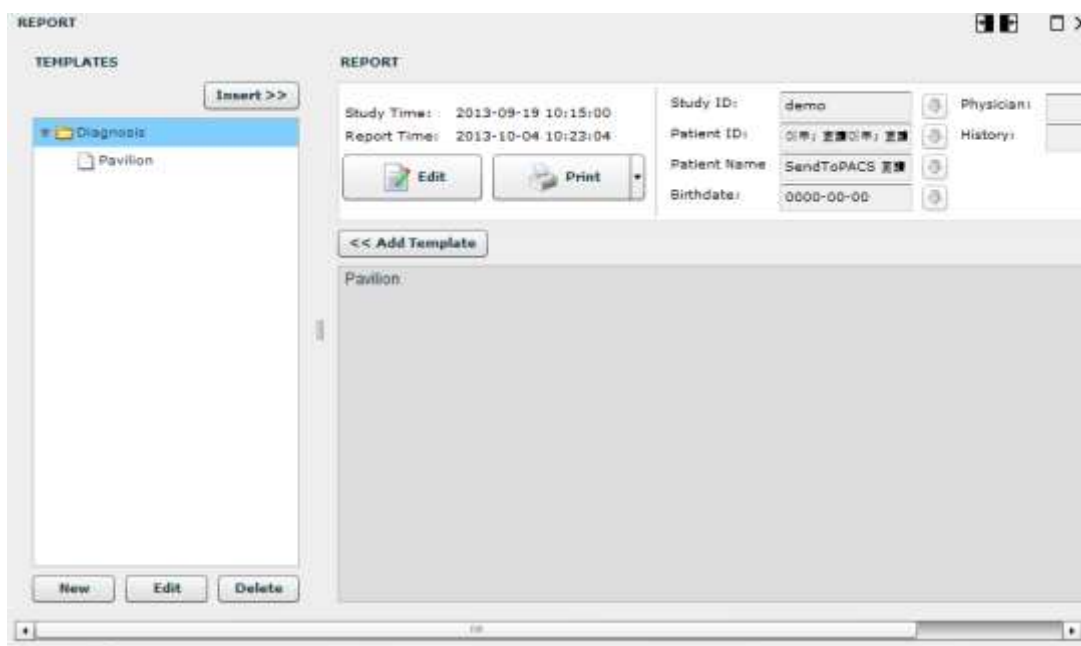 REPORT
TEMPLATES
Insert >>
Diagnosis
Pavilion
New
Edit
Delete
REPORT
Study Time: 2013-09-19 10:15:00
Report Time: 2013-10-04 10:23:04
Edit
Print
Study ID: demo
Patient ID:
Patient Name SendToPACS
Birthdate: 0000-00-00
Physician:
History:
<< Add Template
Pavilion